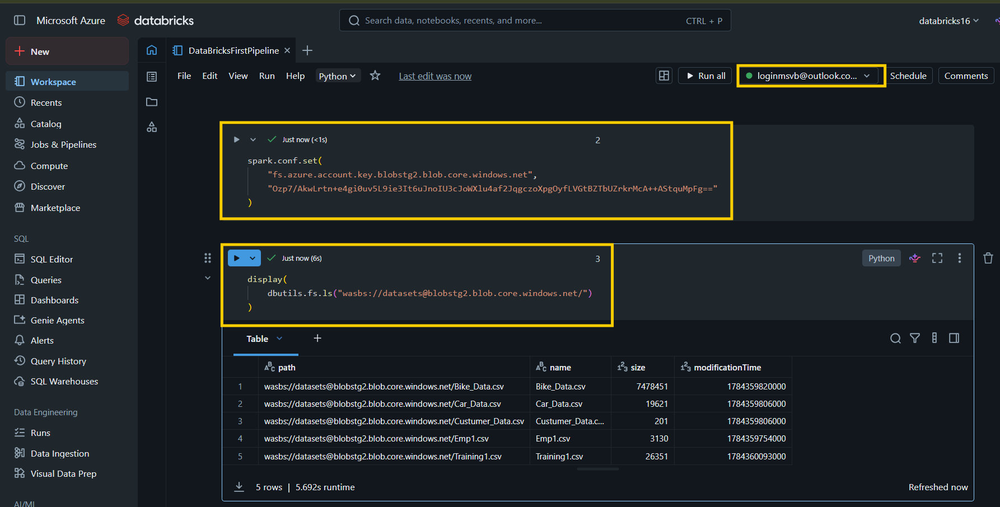 Microsoft Azure databricks
Search data, notebooks, recents, and more... CTRL + P
databricks16
New
DataBricksFirstPipeline
File Edit View Run Help Python Last edit was now
Run all loginmsvb@outlook.co... Schedule Comments
Workspace
Recents
Catalog
Jobs & Pipelines
Compute
Discover
Marketplace
SQL
SQL Editor
Queries
Dashboards
Genie Agents
Alerts
Query History
SQL Warehouses
Data Engineering
Runs
Data Ingestion
Visual Data Prep
AI/ML
Just now (<1s) 2
spark.conf.set(
"fs.azure.account.key.blobstg2.blob.core.windows.net",
"Ozp7/AkwLrtn+e4gi0uv5L9ie3It6uJnoIU3cJoWXlu4af2JqgczoXpgOyfLVGtBZTbUZrkrMcA++AStquMpFg=="
)
Just now (6s) 3
Python
display(
dbutils.fs.ls("wasbs://datasets@blobstg2.blob.core.windows.net/")
)
Table
path name size modificationTime
1 wasbs://datasets@blobstg2.blob.core.windows.net/Bike_Data.csv Bike_Data.csv 7478451 1784359820000
2 wasbs://datasets@blobstg2.blob.core.windows.net/Car_Data.csv Car_Data.csv 19621 1784359806000
3 wasbs://datasets@blobstg2.blob.core.windows.net/Custumer_Data.csv Custumer_Data.c... 201 1784359806000
4 wasbs://datasets@blobstg2.blob.core.windows.net/Emp1.csv Emp1.csv 3130 1784359754000
5 wasbs://datasets@blobstg2.blob.core.windows.net/Training1.csv Training1.csv 26351 1784360093000
5 rows | 5.692s runtime
Refreshed now